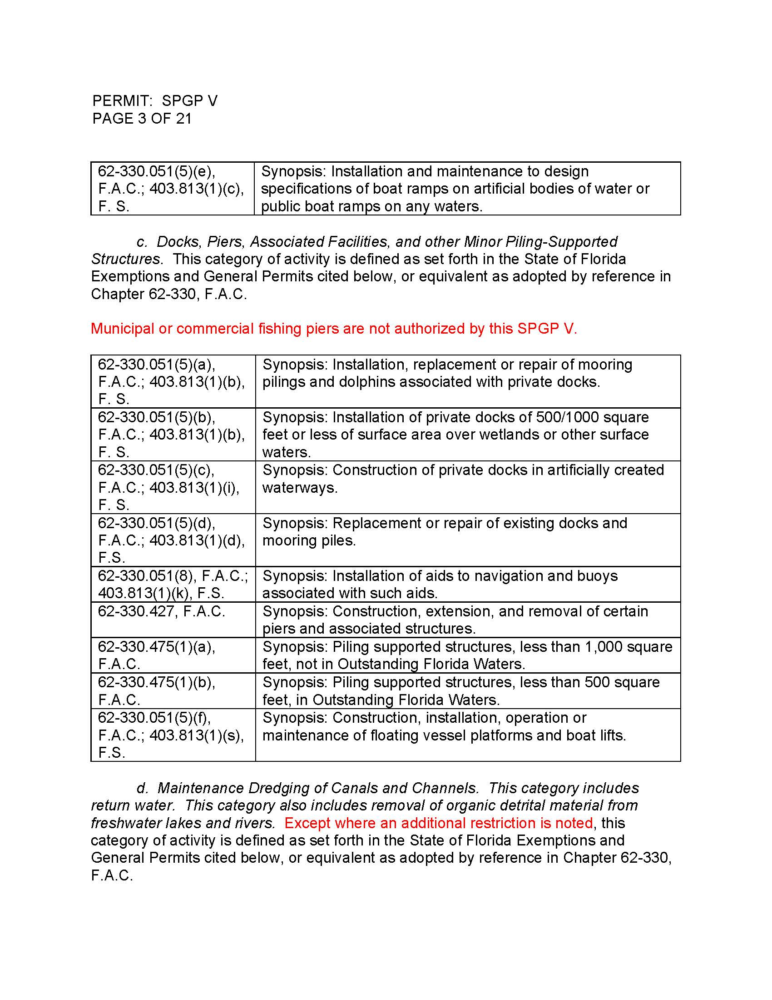 PERMIT:  SPGP V
PAGE 3 OF 21
62-330.051(5)(e),
F.A.C.; 403.813(1)(c),
F. S.
Synopsis: Installation and maintenance to design
specifications of boat ramps on artificial bodies of water or
public boat ramps on any waters.
c.  Docks, Piers, Associated Facilities, and other Minor Piling-Supported
Structures.  This category of activity is defined as set forth in the State of Florida
Exemptions and General Permits cited below, or equivalent as adopted by reference in
Chapter 62-330, F.A.C.
Municipal or commercial fishing piers are not authorized by this SPGP V.
62-330.051(5)(a),
F.A.C.; 403.813(1)(b),
F. S.
Synopsis: Installation, replacement or repair of mooring
pilings and dolphins associated with private docks.
62-330.051(5)(b),
F.A.C.; 403.813(1)(b),
F. S.
Synopsis: Installation of private docks of 500/1000 square
feet or less of surface area over wetlands or other surface
waters.
62-330.051(5)(c),
F.A.C.; 403.813(1)(i),
F. S.
Synopsis: Construction of private docks in artificially created
waterways.
62-330.051(5)(d),
F.A.C.; 403.813(1)(d),
F.S.
Synopsis: Replacement or repair of existing docks and
mooring piles.
62-330.051(8), F.A.C.;
403.813(1)(k), F.S.
Synopsis: Installation of aids to navigation and buoys
associated with such aids.
62-330.427, F.A.C.
Synopsis: Construction, extension, and removal of certain
piers and associated structures.
62-330.475(1)(a),
F.A.C.
Synopsis: Piling supported structures, less than 1,000 square
feet, not in Outstanding Florida Waters.
62-330.475(1)(b),
F.A.C.
Synopsis: Piling supported structures, less than 500 square
feet, in Outstanding Florida Waters.
62-330.051(5)(f),
F.A.C.; 403.813(1)(s),
F.S.
Synopsis: Construction, installation, operation or
maintenance of floating vessel platforms and boat lifts.
d.  Maintenance Dredging of Canals and Channels.  This category includes
return water.  This category also includes removal of organic detrital material from
freshwater lakes and rivers.  Except where an additional restriction is noted, this
category of activity is defined as set forth in the State of Florida Exemptions and
General Permits cited below, or equivalent as adopted by reference in Chapter 62-330,
F.A.C.